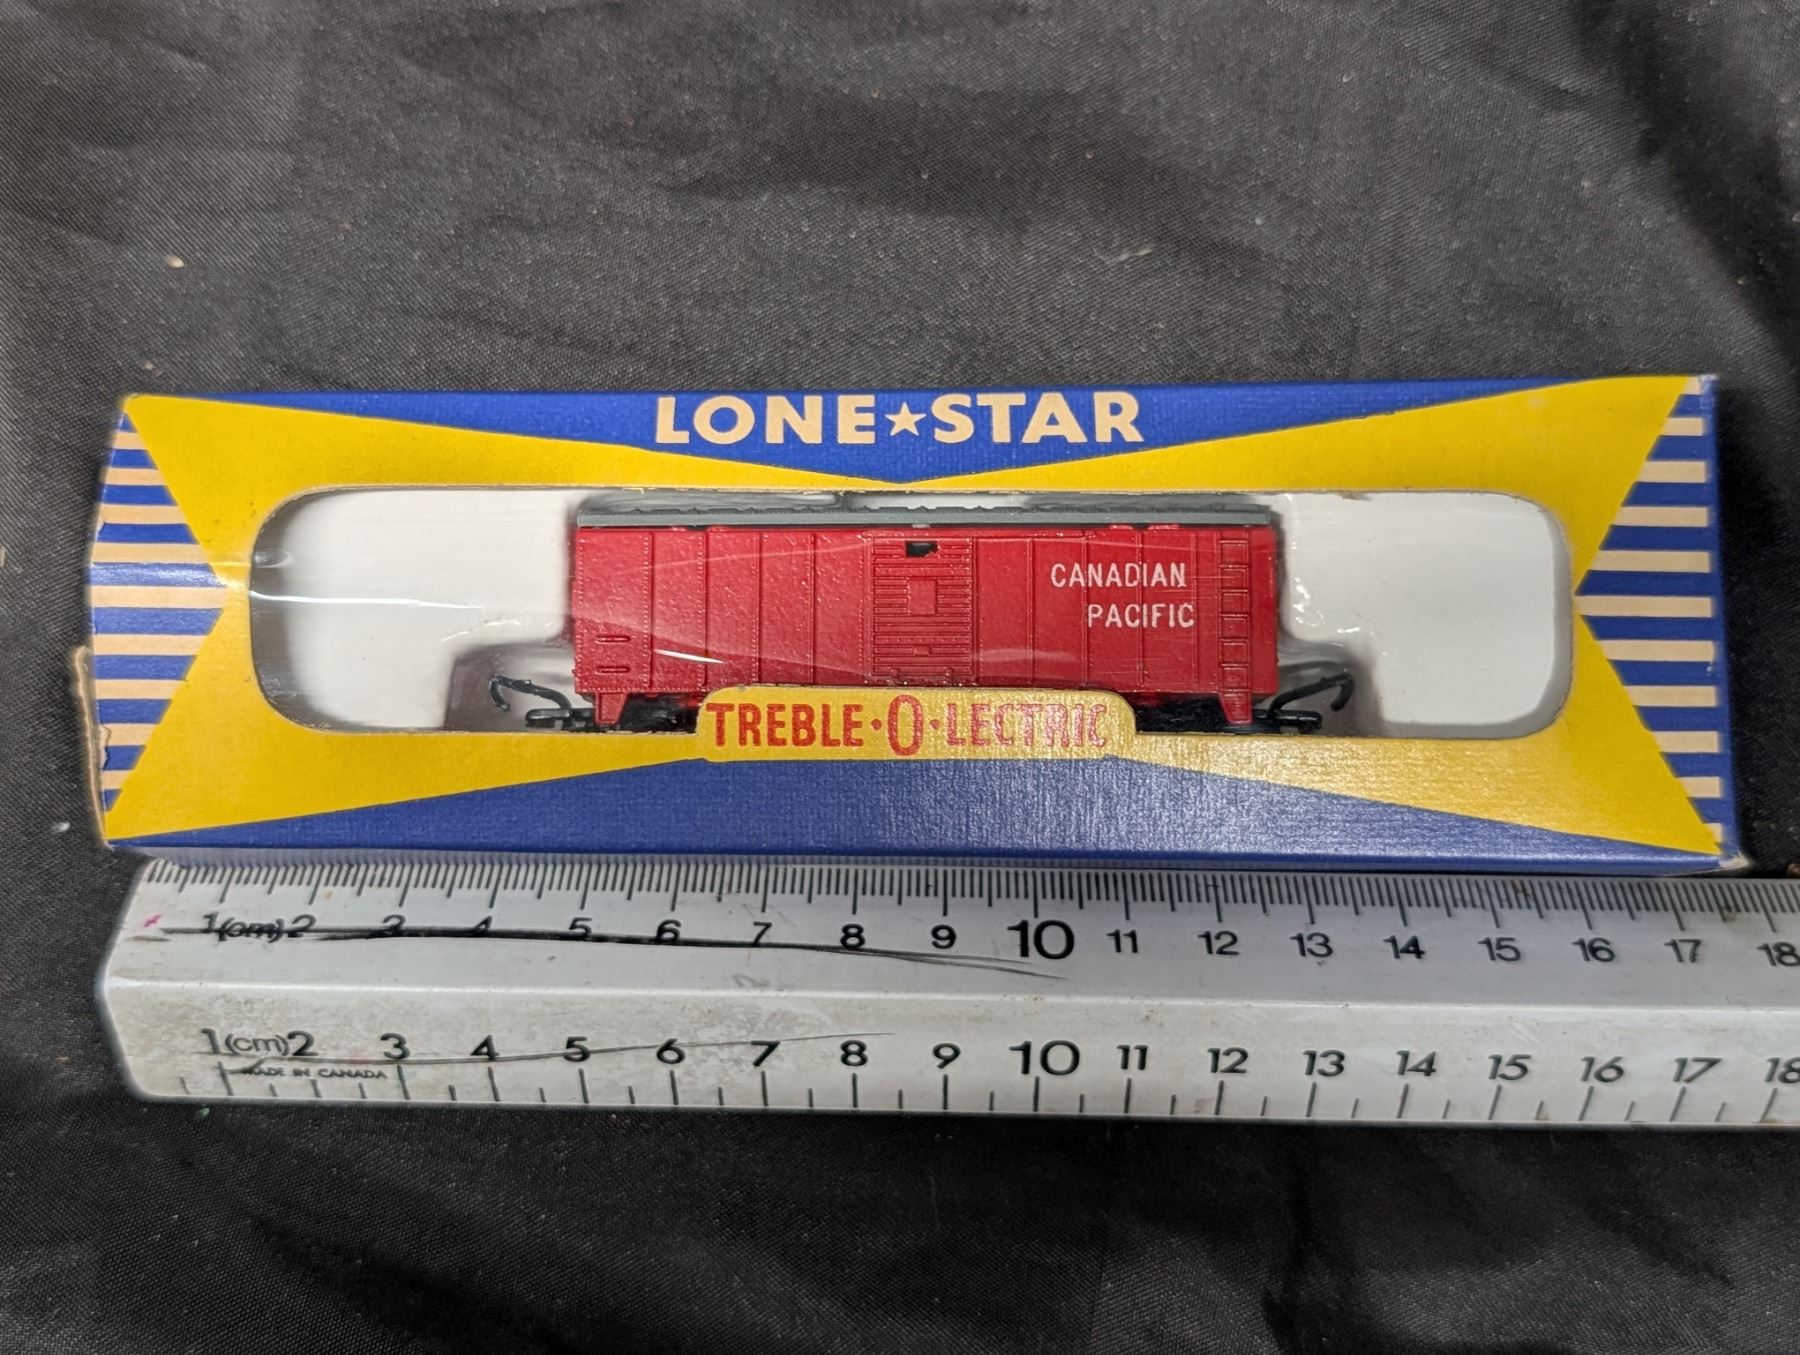 LONE★STAR
CANADIAN
PACIFIC
TREBLE·O·LECTRIC
1(cm)2 3 4 5 6 7 8 9 10 11 12 13 14 15 16 17 18
1(cm)2 3 4 5 6 7 8 9 10 11 12 13 14 15 16 17 18
MADE IN CANADA